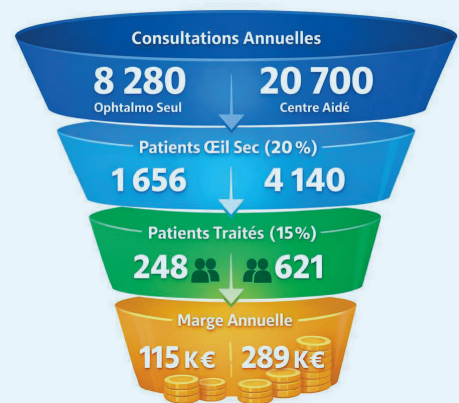 Consultations Annuelles
8 280 20 700
Ophtalmo Seul Centre Aidé
Patients Œil Sec (20 %)
1 656 4 140
Patients Traités (15%)
248 621
Marge Annuelle
115 K€ 289 K€